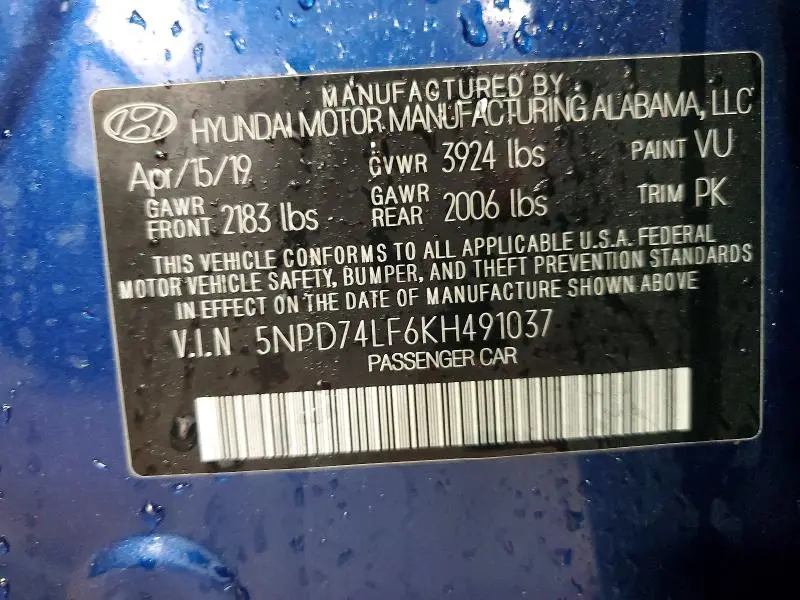 MANUFACTURED BY
HYUNDAI MOTOR MANUFACTURING ALABAMA, LLC
Apr/15/19 GVWR 3924 lbs PAINT VU
GAWR FRONT 2183 lbs GAWR REAR 2006 lbs TRIM PK
THIS VEHICLE CONFORMS TO ALL APPLICABLE U.S.A. FEDERAL
MOTOR VEHICLE SAFETY, BUMPER, AND THEFT PREVENTION STANDARDS
IN EFFECT ON THE DATE OF MANUFACTURE SHOWN ABOVE
V.I.N 5NPD74LF6KH491037
PASSENGER CAR